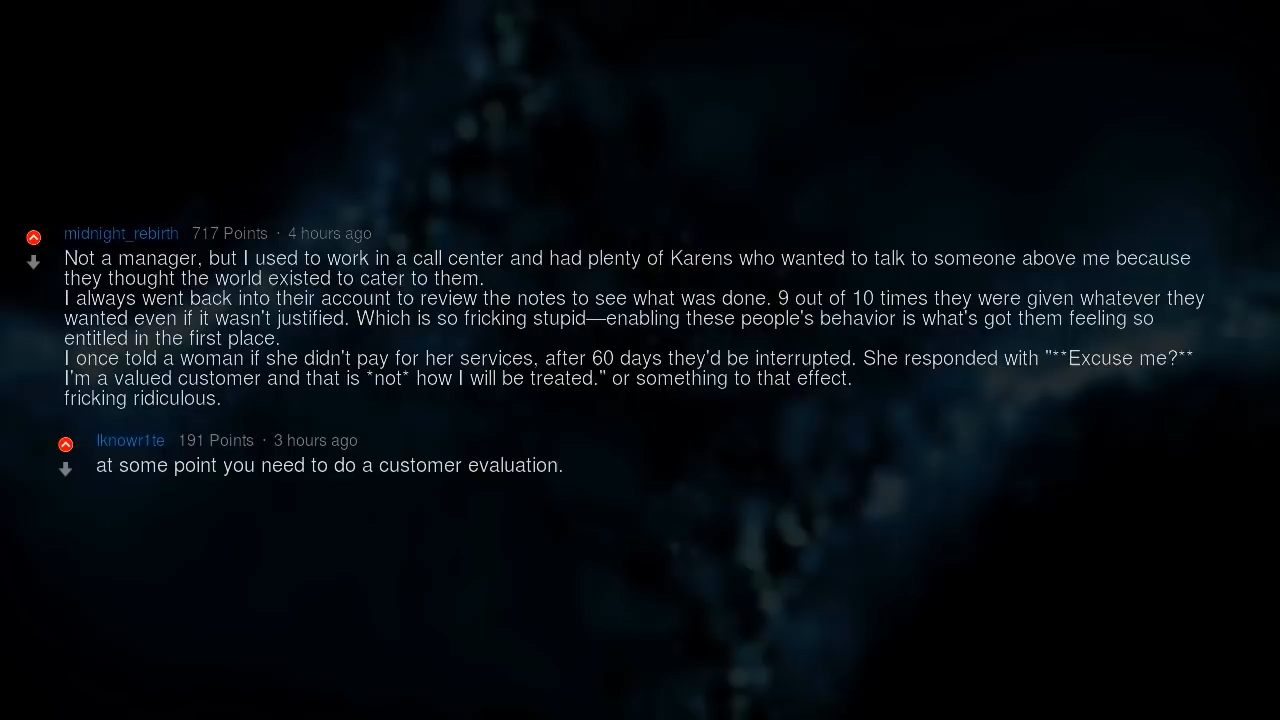 midnight_rebirth 717 Points · 4 hours ago
Not a manager, but I used to work in a call center and had plenty of Karens who wanted to talk to someone above me because
they thought the world existed to cater to them.
I always went back into their account to review the notes to see what was done. 9 out of 10 times they were given whatever they
wanted even if it wasn't justified. Which is so fricking stupid—enabling these people's behavior is what's got them feeling so
entitled in the first place.
I once told a woman if she didn't pay for her services, after 60 days they'd be interrupted. She responded with "**Excuse me?**
I'm a valued customer and that is *not* how I will be treated." or something to that effect.
fricking ridiculous.
Iknowr1te 191 Points · 3 hours ago
at some point you need to do a customer evaluation.